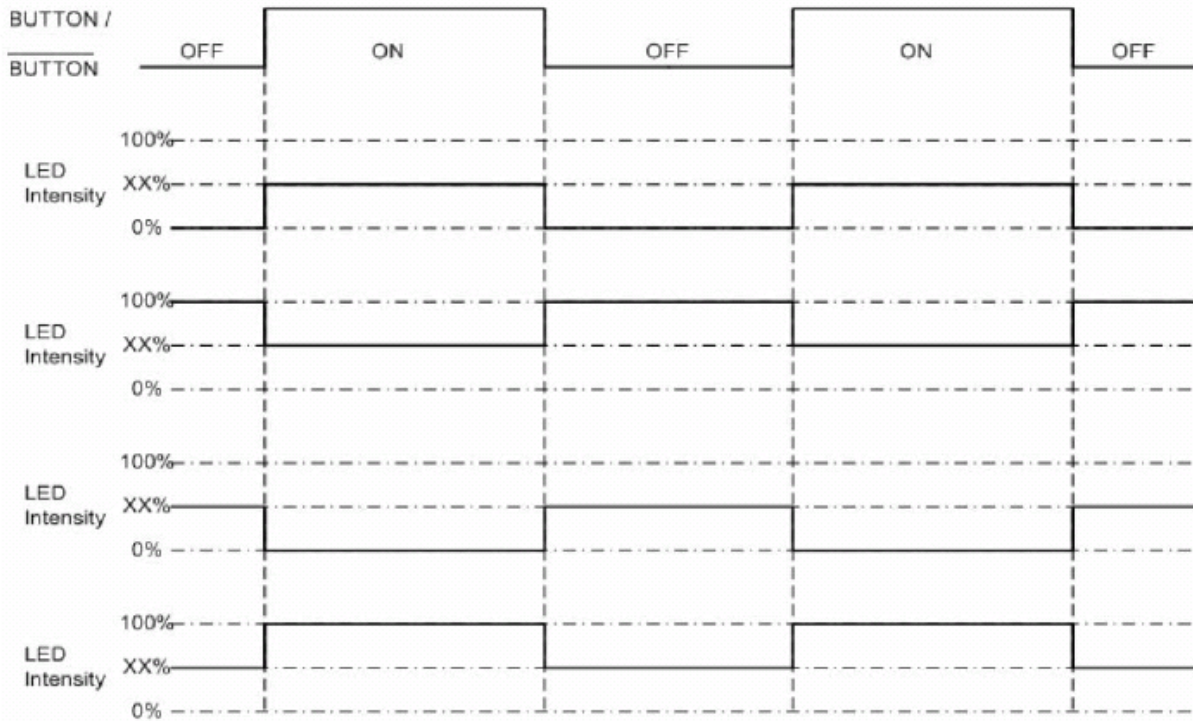 BUTTON /
BUTTON
OFF ON OFF ON OFF
100%
LED
Intensity
XX%
0%
100%
LED
Intensity
XX%
0%
100%
LED
Intensity
XX%
0%
100%
LED
Intensity
XX%
0%